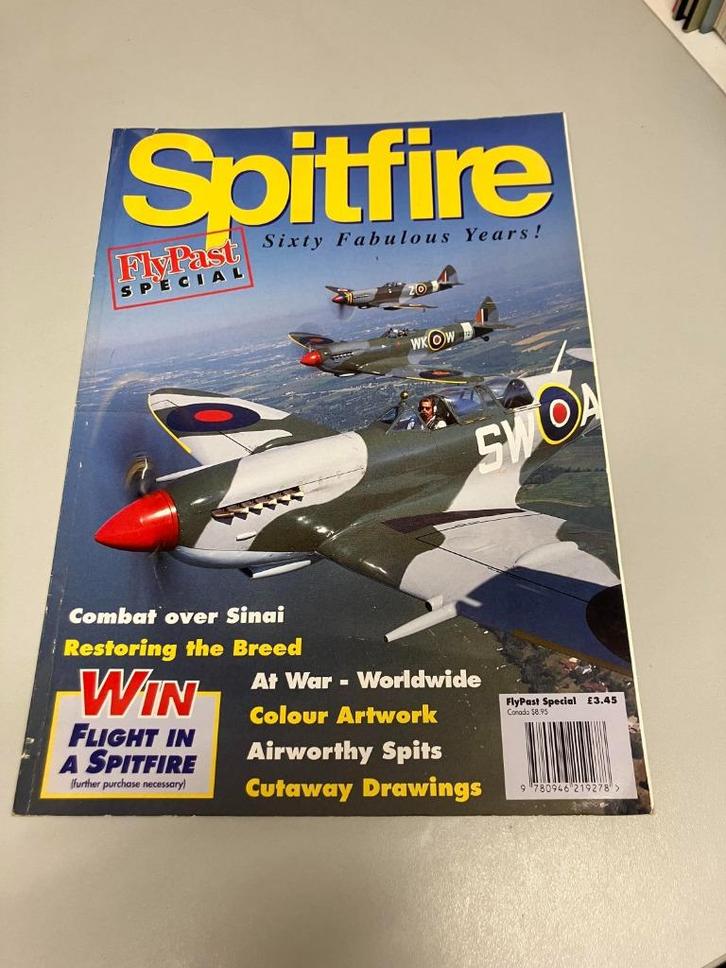 Spitfire
Sixty Fabulous Years!
FlyPast
SPECIAL
Z
WK W
SW A
Combat over Sinai
Restoring the Breed
WIN
FLIGHT IN
A SPITFIRE
(further purchase necessary)
At War - Worldwide
Colour Artwork
Airworthy Spits
Cutaway Drawings
FlyPast Special £3.45
Canada $8.95
9 780946 219278 >